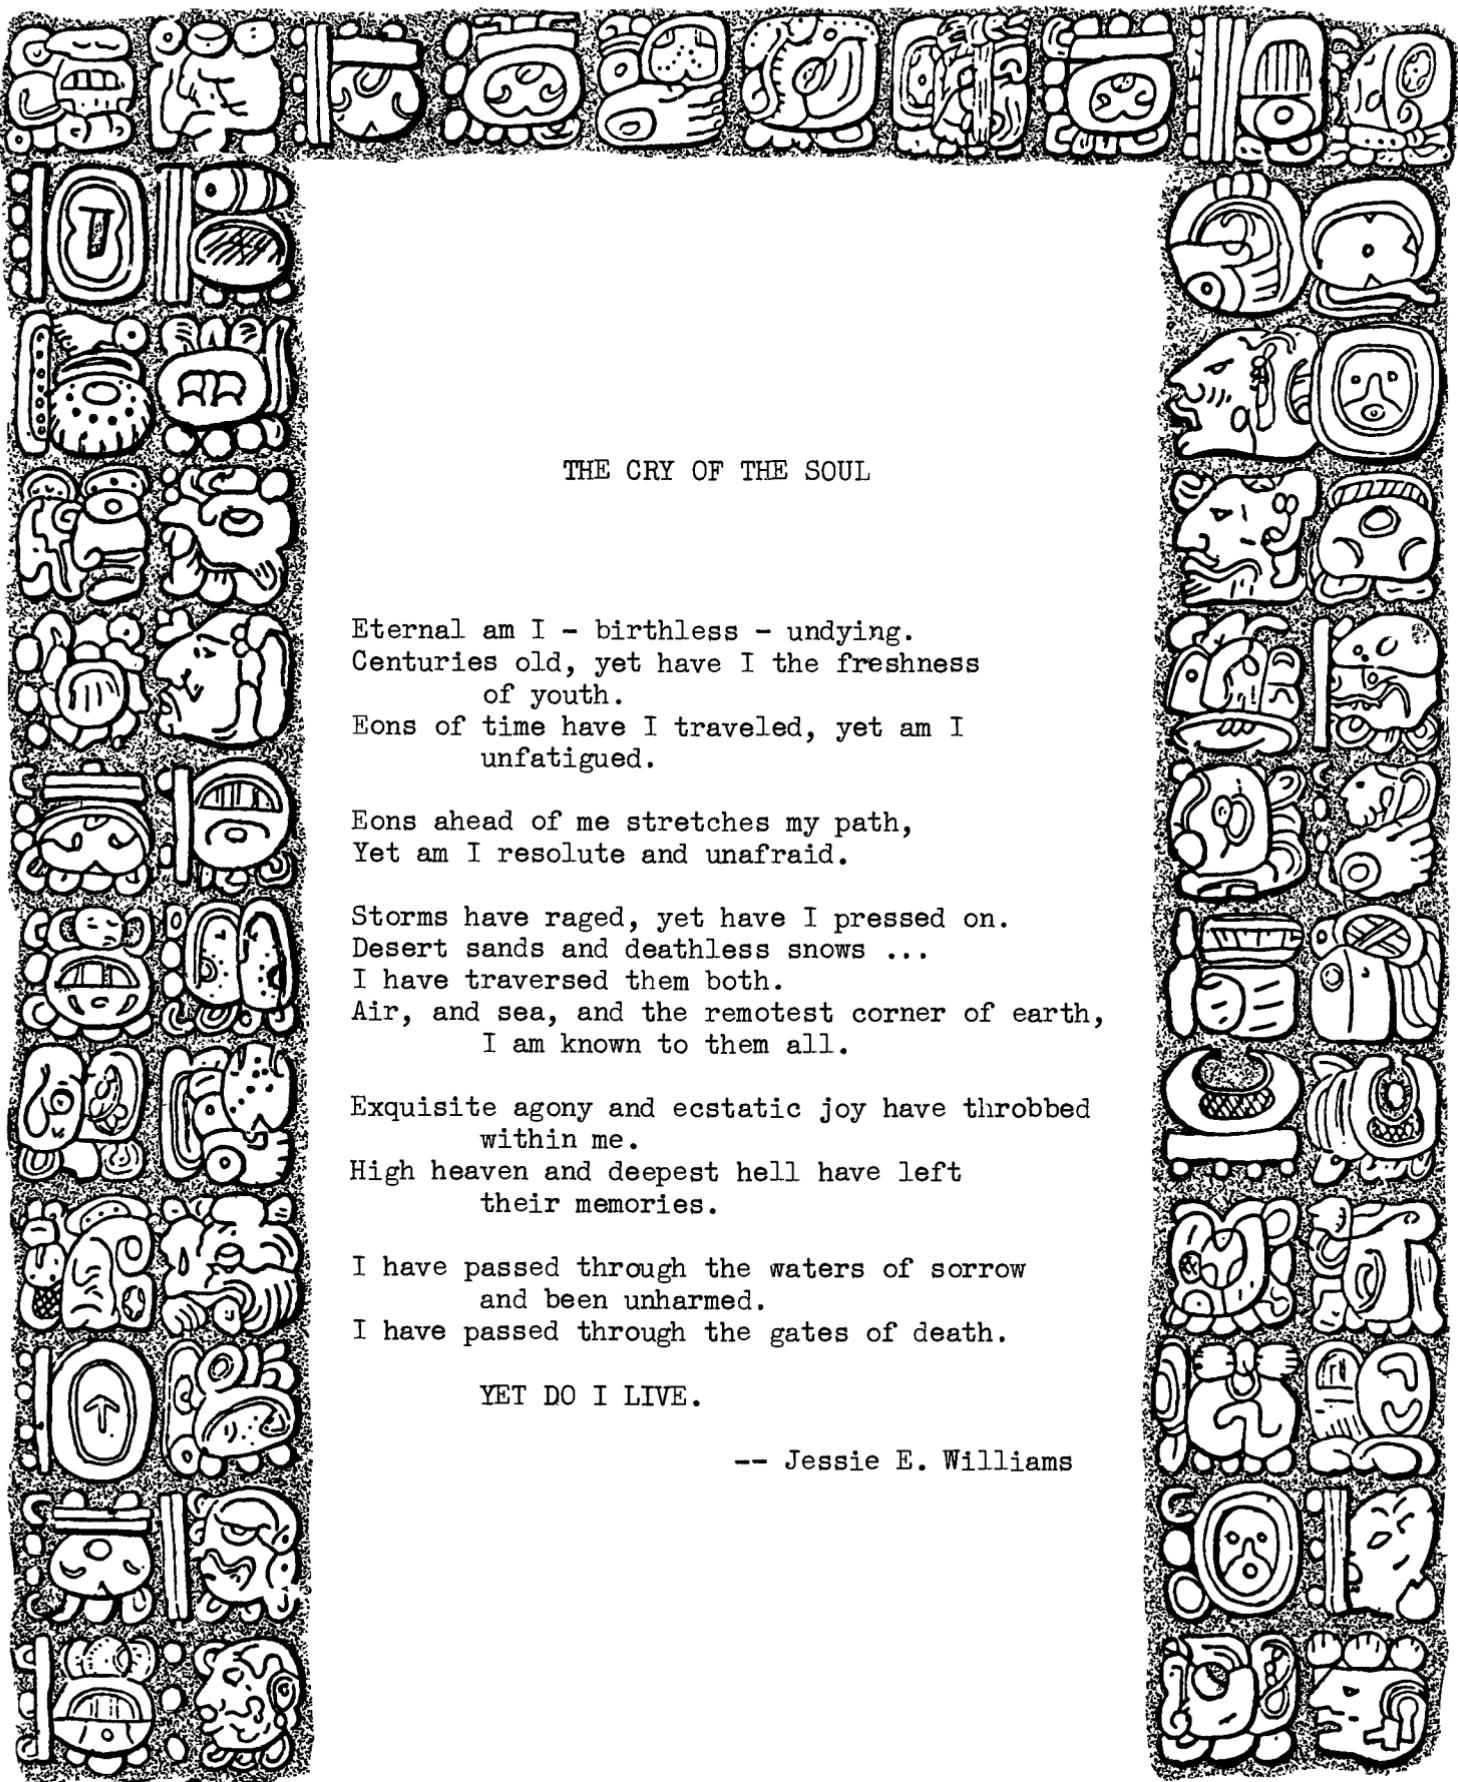 THE CRY OF THE SOUL
Eternal am I - birthless - undying.
Centuries old, yet have I the freshness
of youth.
Eons of time have I traveled, yet am I
unfatigued.
Eons ahead of me stretches my path,
Yet am I resolute and unafraid.
Storms have raged, yet have I pressed on.
Desert sands and deathless snows ...
I have traversed them both.
Air, and sea, and the remotest corner of earth,
I am known to them all.
Exquisite agony and ecstatic joy have throbbed
within me.
High heaven and deepest hell have left
their memories.
I have passed through the waters of sorrow
and been unharmed.
I have passed through the gates of death.
YET DO I LIVE.
-- Jessie E. Williams